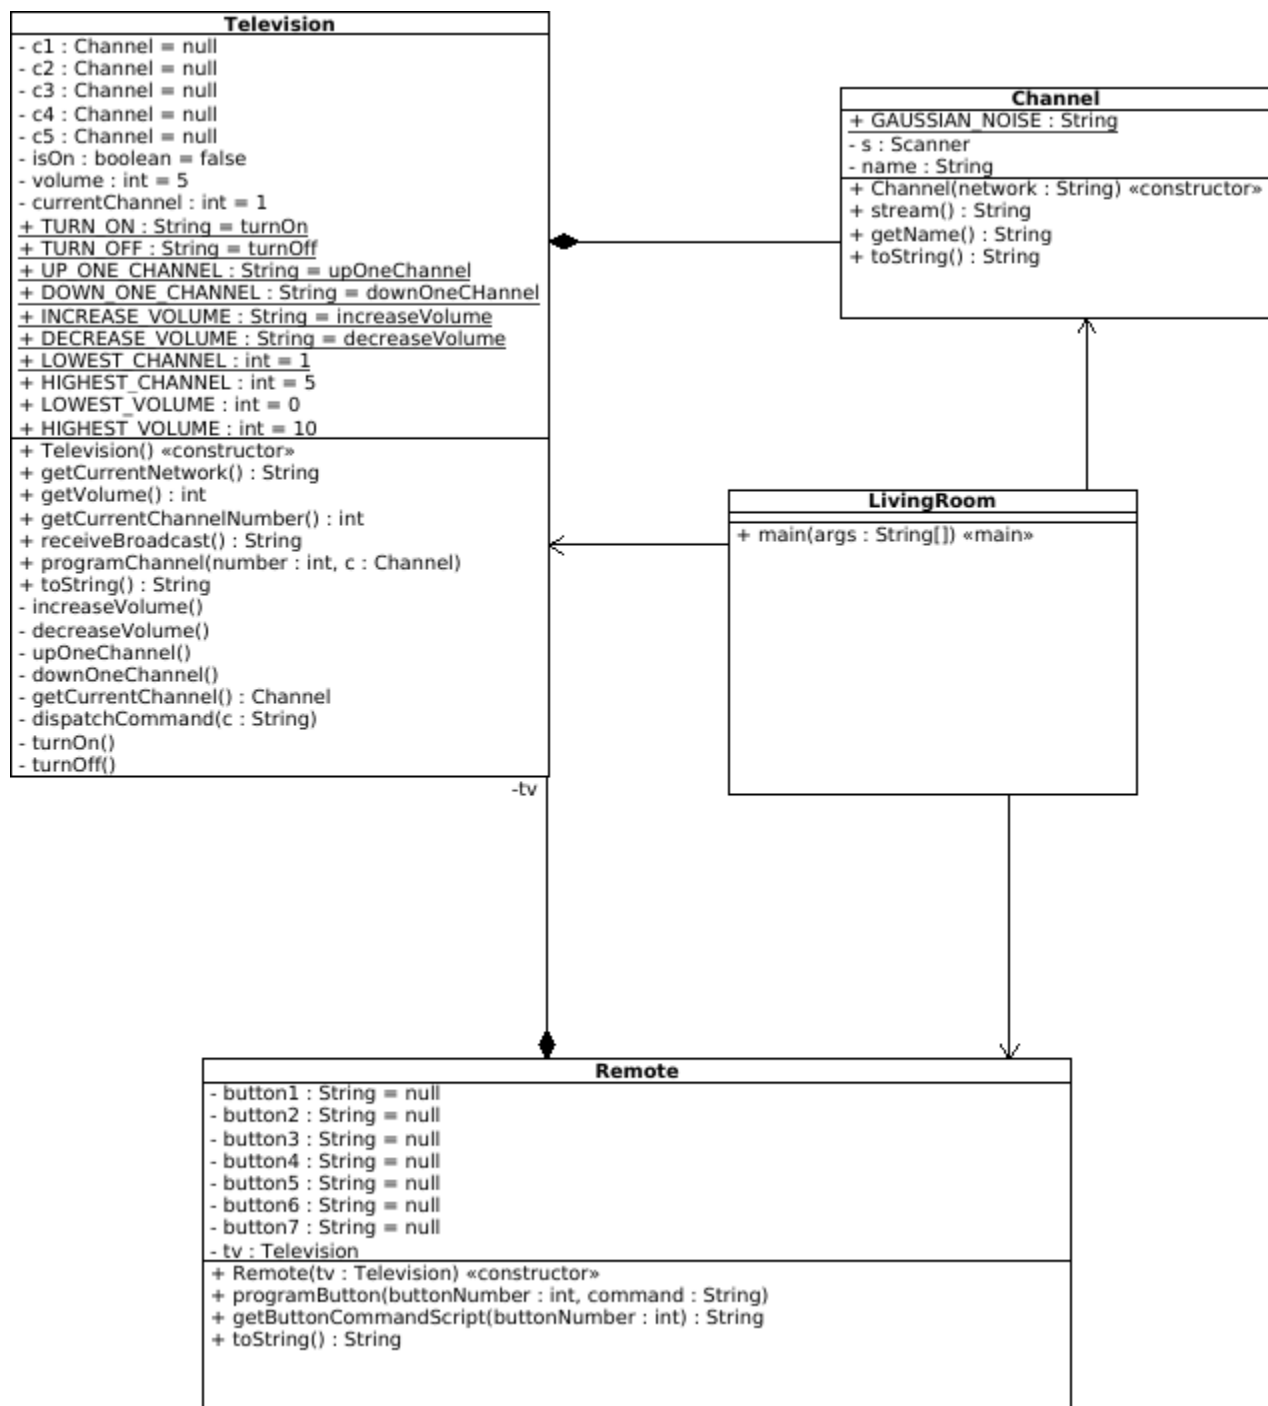 Television
- c1 : Channel = null
- c2 : Channel = null
- c3 : Channel = null
- c4 : Channel = null
- c5 : Channel = null
- isOn : boolean = false
- volume : int = 5
- currentChannel : int = 1
+ TURN_ON : String = turnOn
+ TURN_OFF : String = turnOff
+ UP_ONE_CHANNEL : String = upOneChannel
+ DOWN_ONE_CHANNEL : String = downOneCHannel
+ INCREASE_VOLUME : String = increaseVolume
+ DECREASE_VOLUME : String = decreaseVolume
+ LOWEST_CHANNEL : int = 1
+ HIGHEST_CHANNEL : int = 5
+ LOWEST_VOLUME : int = 0
+ HIGHEST_VOLUME : int = 10
+ Television() «constructor»
+ getCurrentNetwork() : String
+ getVolume() : int
+ getCurrentChannelNumber() : int
+ receiveBroadcast() : String
+ programChannel(number : int, c : Channel)
+ toString() : String
- increaseVolume()
- decreaseVolume()
- upOneChannel()
- downOneChannel()
- getCurrentChannel() : Channel
- dispatchCommand(c : String)
- turnOn()
- turnOff()
-tv
Channel
+ GAUSSIAN_NOISE : String
- s : Scanner
- name : String
+ Channel(network : String) «constructor»
+ stream() : String
+ getName() : String
+ toString() : String
LivingRoom
+ main(args : String[]) «main»
Remote
- button1 : String = null
- button2 : String = null
- button3 : String = null
- button4 : String = null
- button5 : String = null
- button6 : String = null
- button7 : String = null
- tv : Television
+ Remote(tv : Television) «constructor»
+ programButton(buttonNumber : int, command : String)
+ getButtonCommandScript(buttonNumber : int) : String
+ toString() : String